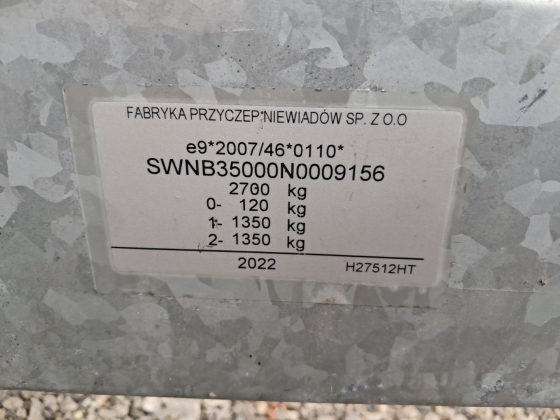 FABRYKA PRZYCZEP NIEWIADÓW SP. Z O.O
e9*2007/46*0110*
SWNB35000N0009156
2700 kg
0- 120 kg
1- 1350 kg
2- 1350 kg
2022 H27512HT